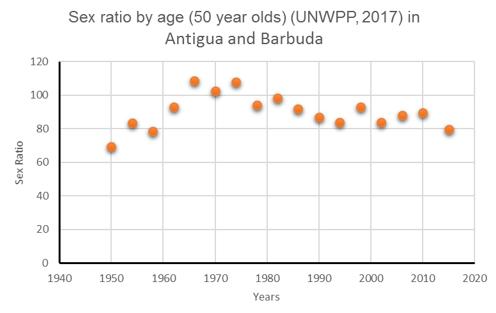 Sex ratio by age (50 year olds) (UNWPP, 2017) in
Antigua and Barbuda
120
100
80
60
40
20
0
Sex Ratio
1940 1950 1960 1970 1980 1990 2000 2010 2020
Years